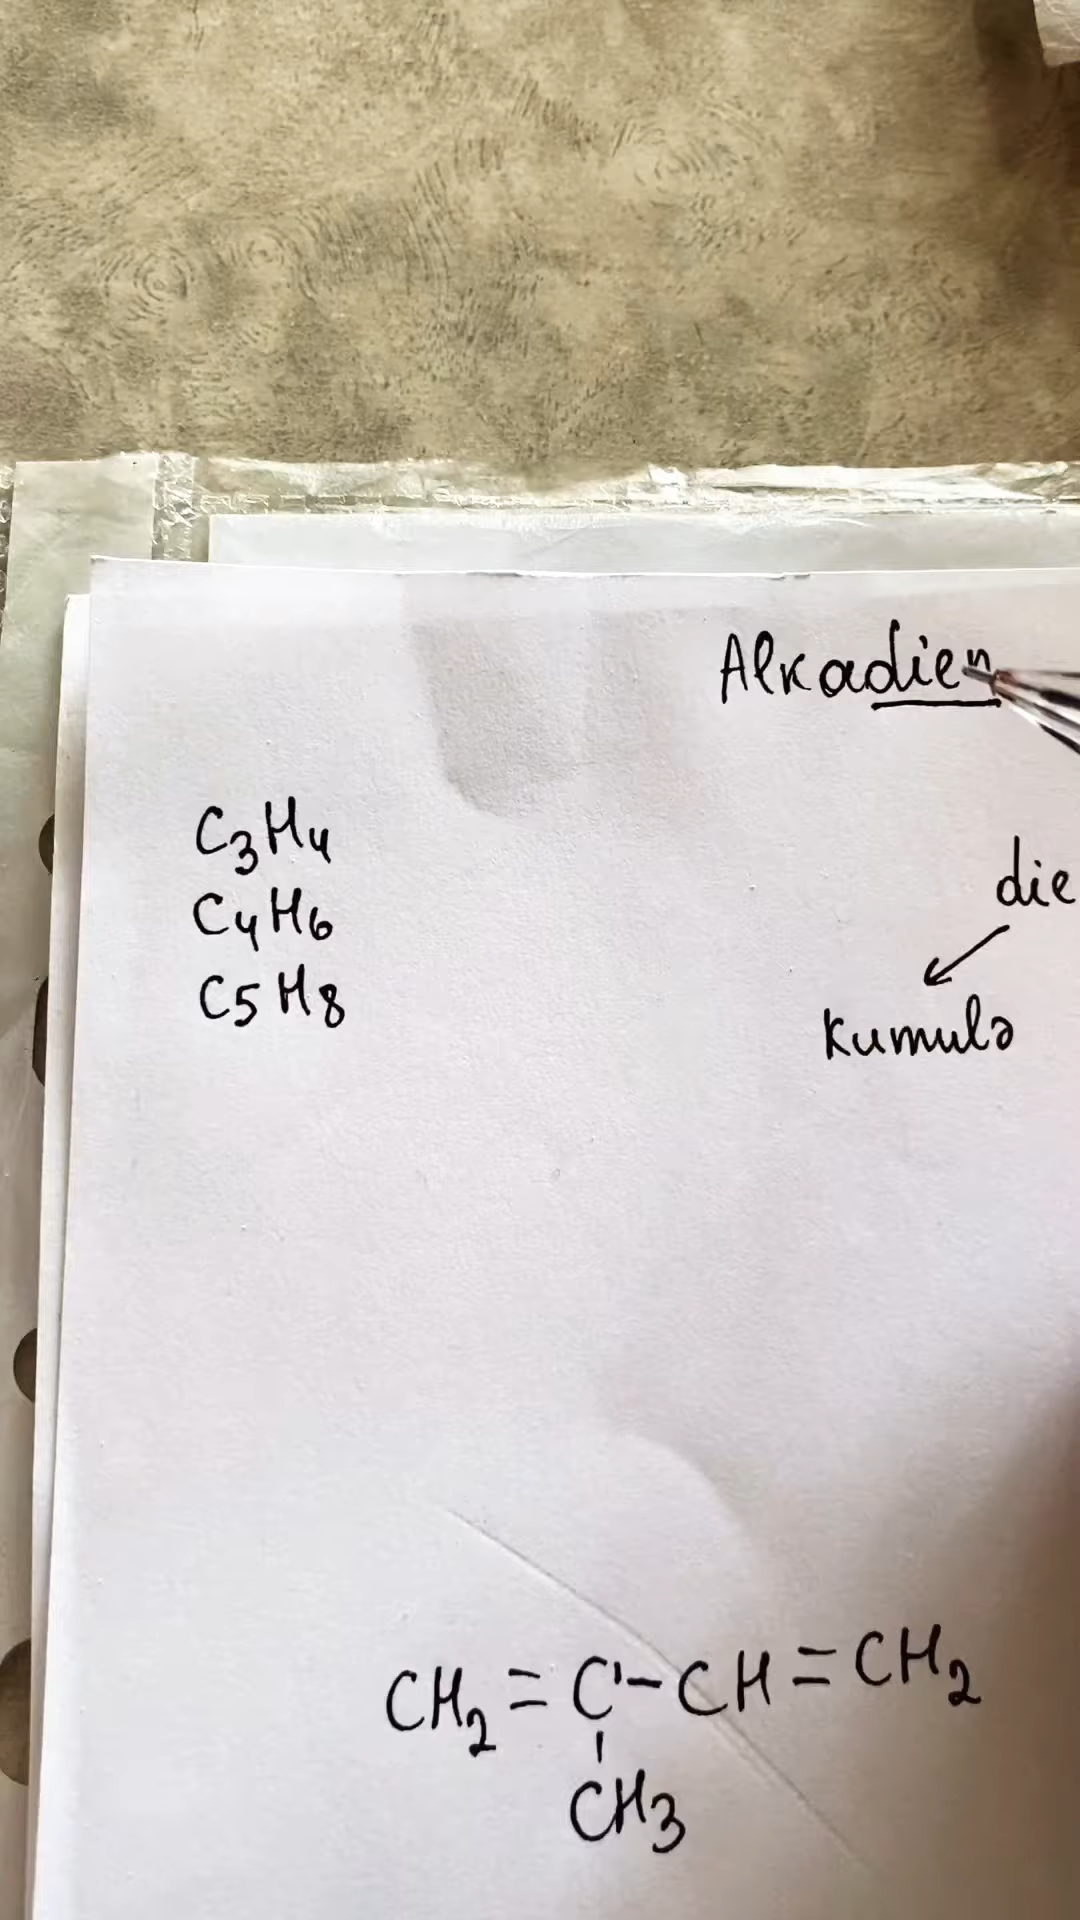 Alkadien
C3H4
C4H6
C5H8
die
kumulə
CH2 = C - CH = CH2
CH3